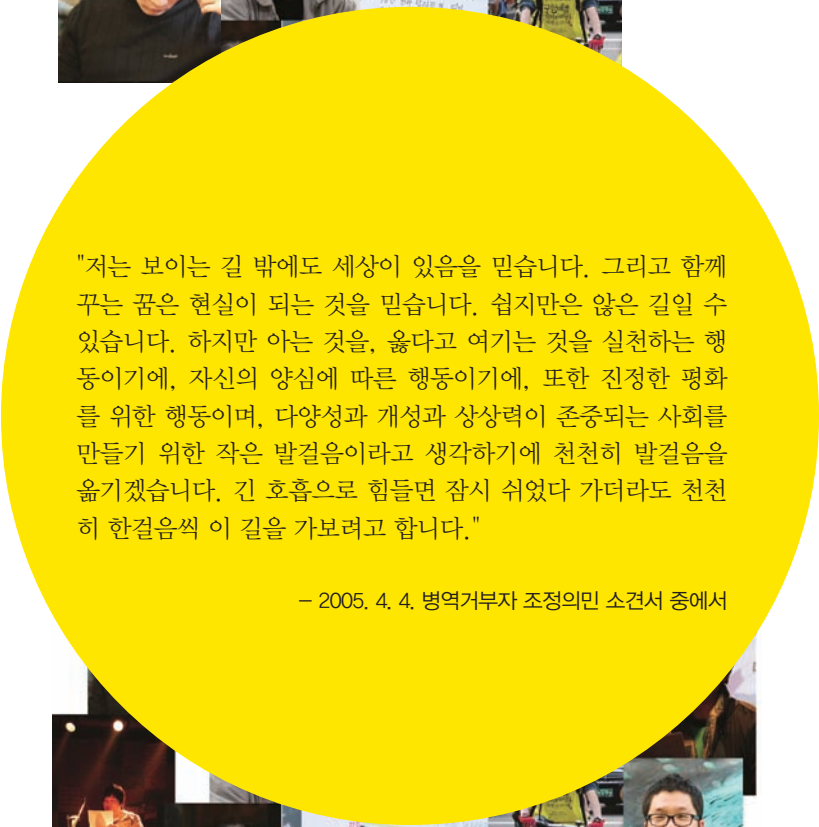 "저는 보이는 길 밖에도 세상이 있음을 믿습니다. 그리고 함께
꾸는 꿈은 현실이 되는 것을 믿습니다. 쉽지만은 않은 길일 수
있습니다. 하지만 아는 것을, 옳다고 여기는 것을 실천하는 행
동이기에, 자신의 양심에 따른 행동이기에, 또한 진정한 평화
를 위한 행동이며, 다양성과 개성과 상상력이 존중되는 사회를
만들기 위한 작은 발걸음이라고 생각하기에 천천히 발걸음을
옮기겠습니다. 긴 호흡으로 힘들면 잠시 쉬었다 가더라도 천천
히 한걸음씩 이 길을 가보려고 합니다."
– 2005. 4. 4. 병역거부자 조정의민 소견서 중에서